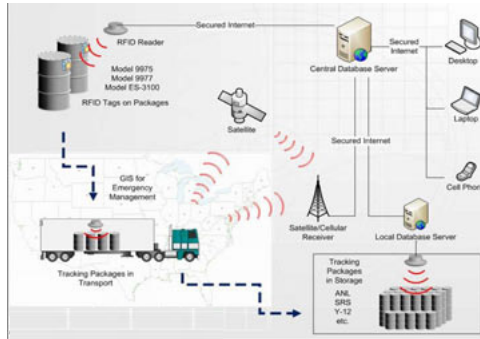 RFID Reader
Secured Internet
Central Database Server
Secured
Internet
Desktop
Laptop
Cell Phone
Model 9975
Model 9977
Model ES-3100
RFID Tags on Packages
Satellite
Secured Internet
GIS for
Emergency
Management
Tracking Packages in
Transport
Satellite/Cellular
Receiver
Local Database Server
Tracking
Packages
in Storage
ANL
SRS
Y-12
etc.